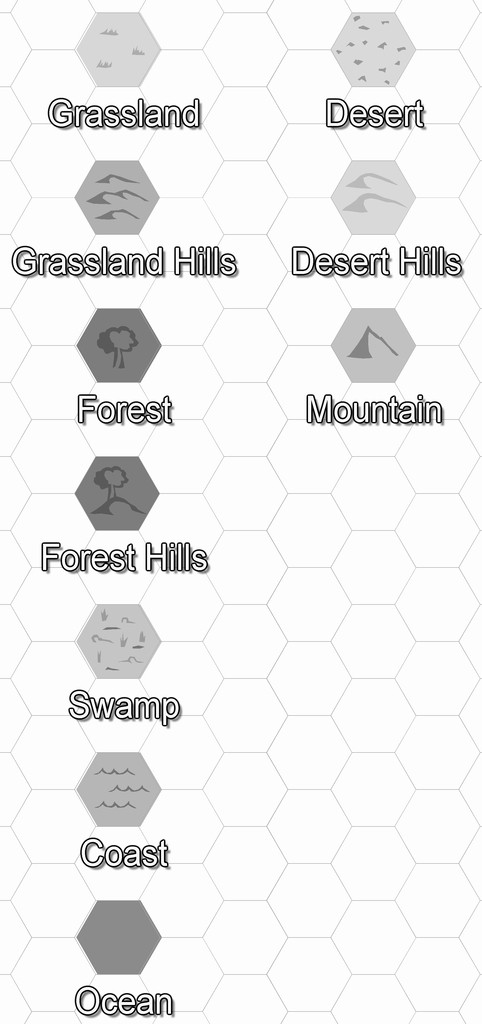 Grassland
Desert
Grassland Hills
Desert Hills
Forest
Mountain
Forest Hills
Swamp
Coast
Ocean